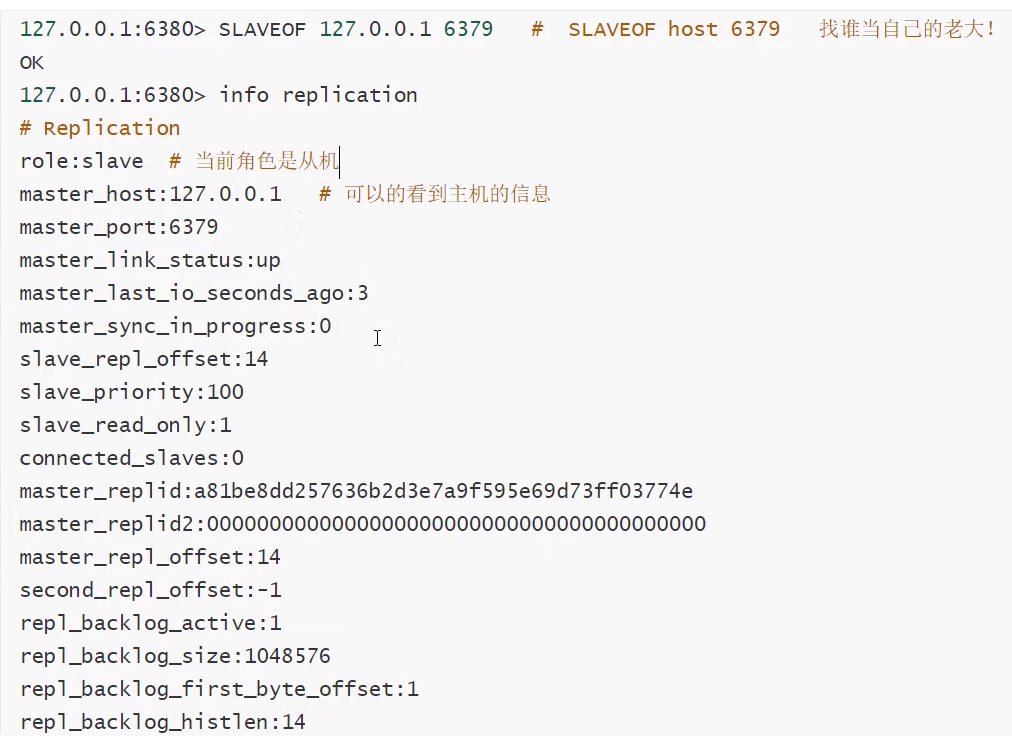 127.0.0.1:6380> SLAVEOF 127.0.0.1 6379   #  SLAVEOF host 6379   找谁当自己的老大！
OK
127.0.0.1:6380> info replication
# Replication
role:slave  # 当前角色是从机
master_host:127.0.0.1   # 可以的看到主机的信息
master_port:6379
master_link_status:up
master_last_io_seconds_ago:3
master_sync_in_progress:0
slave_repl_offset:14
slave_priority:100
slave_read_only:1
connected_slaves:0
master_replid:a81be8dd257636b2d3e7a9f595e69d73ff03774e
master_replid2:0000000000000000000000000000000000000000
master_repl_offset:14
second_repl_offset:-1
repl_backlog_active:1
repl_backlog_size:1048576
repl_backlog_first_byte_offset:1
repl_backlog_histlen:14